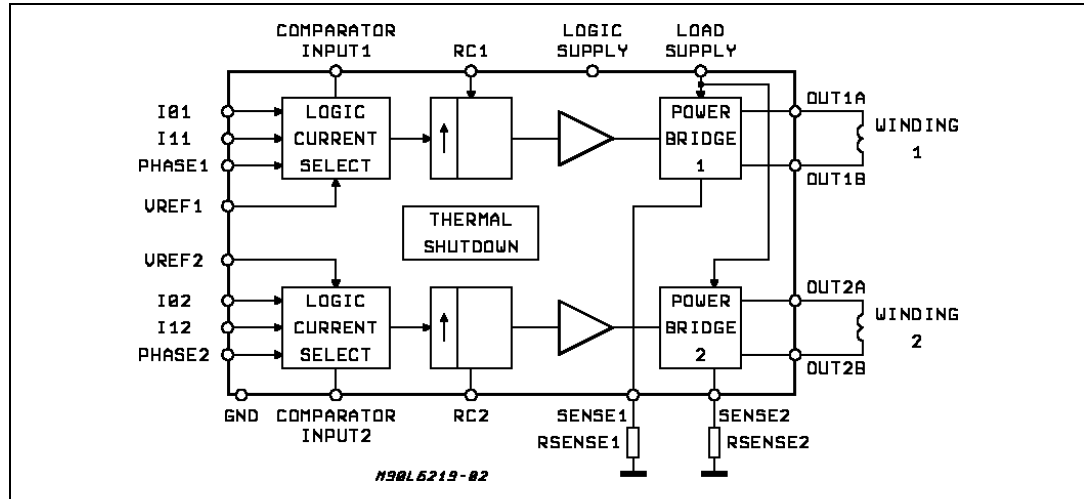 COMPARATOR
INPUT1
RC1
LOGIC
SUPPLY
LOAD
SUPPLY
I01
I11
PHASE1
VREF1
LOGIC
CURRENT
SELECT
POWER
BRIDGE
1
OUT1A
OUT1B
WINDING
1
THERMAL
SHUTDOWN
VREF2
I02
I12
PHASE2
LOGIC
CURRENT
SELECT
POWER
BRIDGE
2
OUT2A
OUT2B
WINDING
2
GND
COMPARATOR
INPUT2
RC2
SENSE1
RSENSE1
SENSE2
RSENSE2
M90L6219-02